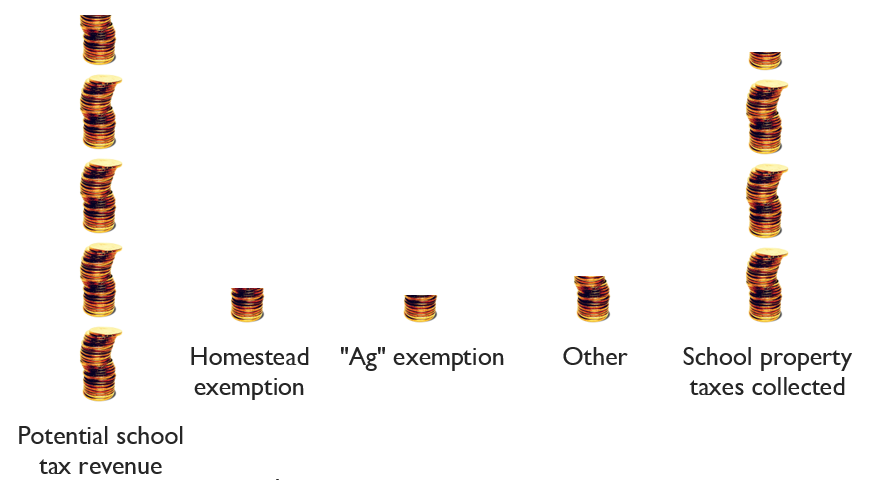 Homestead
exemption
"Ag" exemption
Other
School property
taxes collected
Potential school
tax revenue